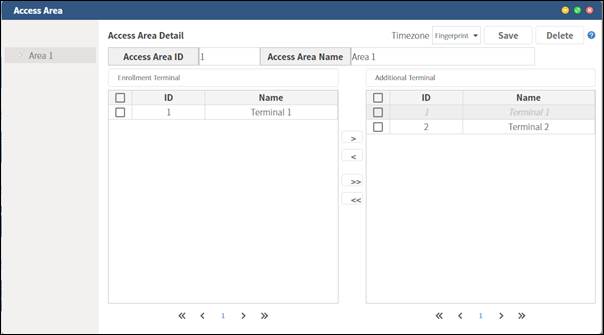 Access Area
Access Area Detail Timezone Fingerprint Save Delete ?
Area 1
Access Area ID 1 Access Area Name Area 1
Enrollment Terminal Additional Terminal
ID Name ID Name
1 Terminal 1 1 Terminal 1
2 Terminal 2
>
<
>>
<<
« < 1 > » « < 1 > »